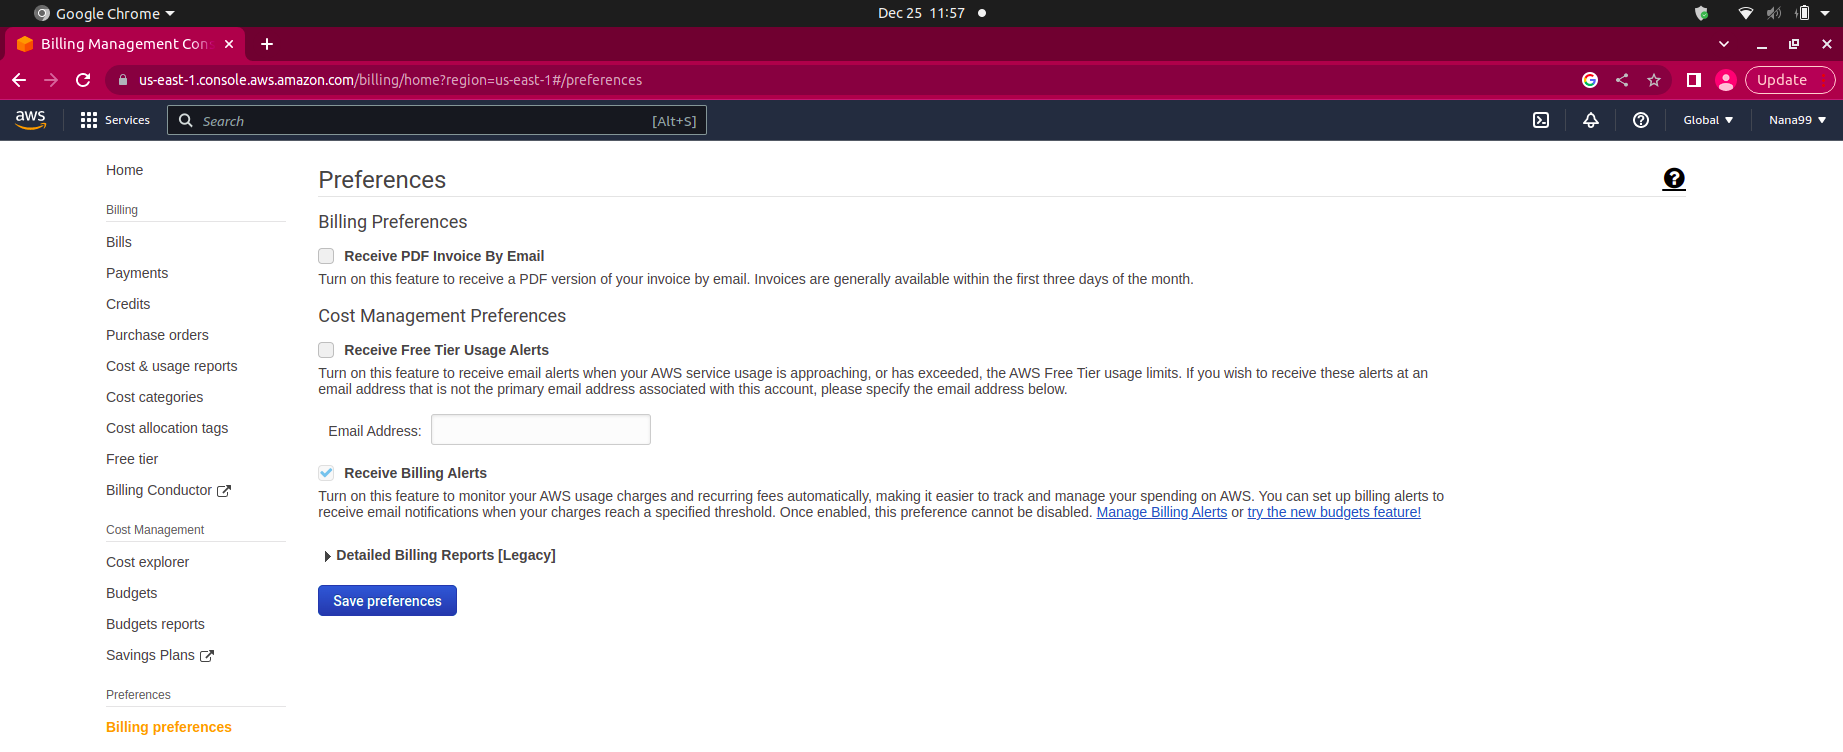 Google Chrome
Dec 25 11:57
Billing Management Con
us-east-1.console.aws.amazon.com/billing/home?region=us-east-1#/preferences
Update
aws
Services
Search
[Alt+S]
Global
Nana99
Home
Billing
Bills
Payments
Credits
Purchase orders
Cost & usage reports
Cost categories
Cost allocation tags
Free tier
Billing Conductor
Cost Management
Cost explorer
Budgets
Budgets reports
Savings Plans
Preferences
Billing preferences
Preferences
Billing Preferences
Receive PDF Invoice By Email
Turn on this feature to receive a PDF version of your invoice by email. Invoices are generally available within the first three days of the month.
Cost Management Preferences
Receive Free Tier Usage Alerts
Turn on this feature to receive email alerts when your AWS service usage is approaching, or has exceeded, the AWS Free Tier usage limits. If you wish to receive these alerts at an
email address that is not the primary email address associated with this account, please specify the email address below.
Email Address:
Receive Billing Alerts
Turn on this feature to monitor your AWS usage charges and recurring fees automatically, making it easier to track and manage your spending on AWS. You can set up billing alerts to
receive email notifications when your charges reach a specified threshold. Once enabled, this preference cannot be disabled. Manage Billing Alerts or try the new budgets feature!
Detailed Billing Reports [Legacy]
Save preferences